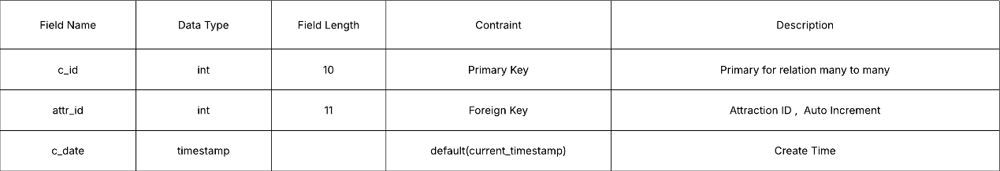 Field Name Data Type Field Length Contraint Description
c_id int 10 Primary Key Primary for relation many to many
attr_id int 11 Foreign Key Attraction ID , Auto Increment
c_date timestamp default(current_timestamp) Create Time